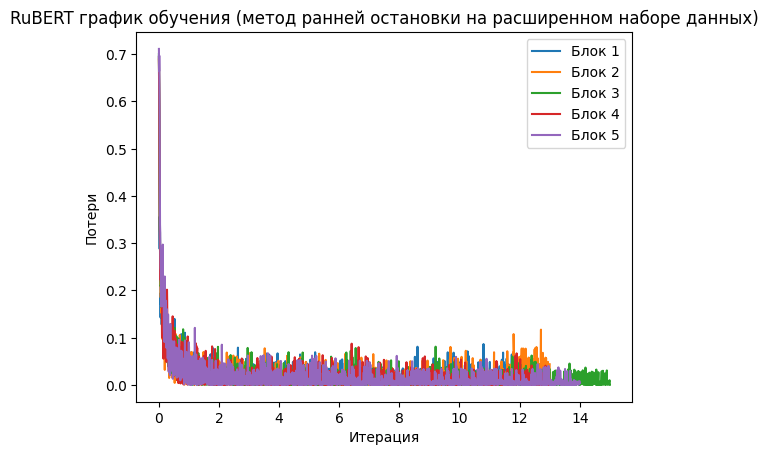 RuBERT график обучения (метод ранней остановки на расширенном наборе данных)
Потери
0.7
0.6
0.5
0.4
0.3
0.2
0.1
0.0
Блок 1
Блок 2
Блок 3
Блок 4
Блок 5
0 2 4 6 8 10 12 14
Итерация